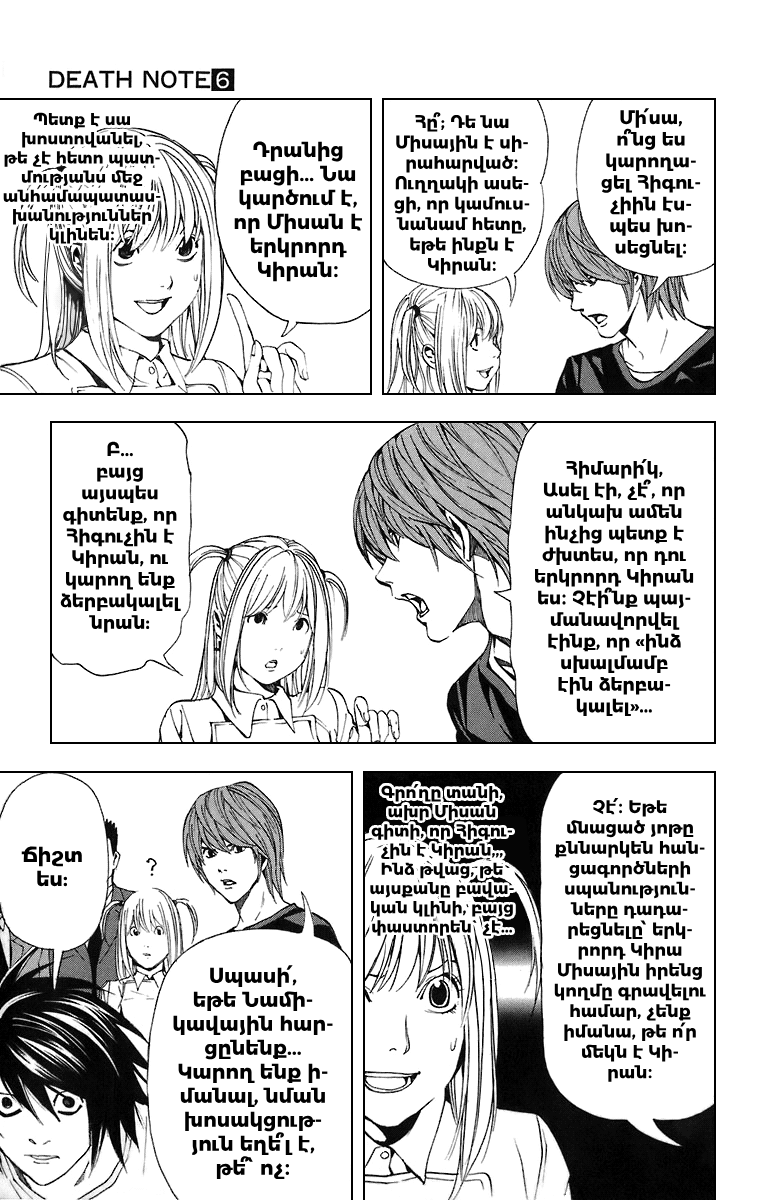 DEATH NOTE 6
Մի՛սա,
ո՞նց ես
կարողա-
ցել Հիգու-
չիին էս-
պես խո-
սեցնել:
Հը՞; Դե նա
Միսային է սի-
րահարված:
Ուղղակի ասե-
ցի, որ կամուս-
նանամ հետը,
եթե ինքն է
Կիրան:
Դրանից
բացի... Նա
կարծում է,
որ Միսան է
երկրորդ
Կիրան:
Պետք է սա
խոստովանել,
թե չէ հետո պատ-
մությանս մեջ
անհամապատաս-
խանություններ
կլինեն:
Հիմարի՛կ,
Ասել էի, չէ՞, որ
անկախ ամեն
ինչից պետք է
ժխտես, որ դու
երկրորդ Կիրան
ես: Չէի՞նք պայ-
մանավորվել
էինք, որ «ինձ
սխալմամբ
էին ձերբա-
կալել»...
Բ...
բայց
այսպես
գիտենք, որ
Հիգուչին է
Կիրան, ու
կարող ենք
ձերբակալել
նրան:
Չէ՛: Եթե
մնացած յոթը
քննարկեն հան-
ցագործների
սպանություն-
ները դադա-
րեցնելը՝ երկ-
րորդ Կիրա
Միսային իրենց
կողմը գրավելու
համար, չենք
իմանա, թե ո՛ր
մեկն է Կի-
րան:
Գրո՛ղը տանի,
ախր Միսան
գիտի, որ Հիգու-
չին է Կիրան,,,
Ինձ թվաց, թե
այսքանը բավա-
կան կլինի, բայց
փաստորեն՝ չէ...
Սպասի՛,
եթե Նամի-
կավային հար-
ցընենք...
Կարող ենք ի-
մանալ, նման
խոսակցութ-
յուն եղե՞լ է,
թե՞ ոչ:
?
Ճիշտ
ես: